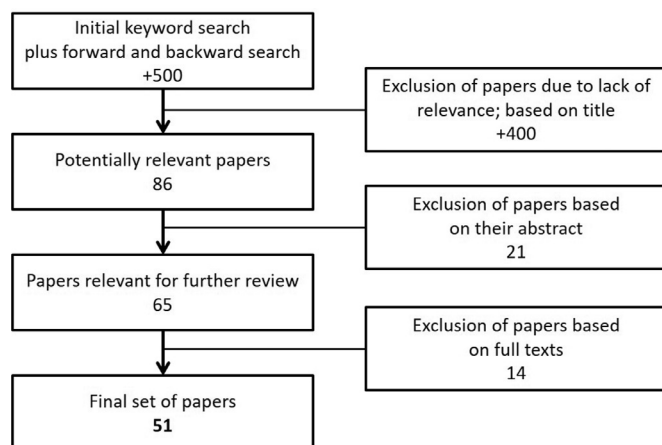 Initial keyword search
plus forward and backward search
+500
Exclusion of papers due to lack of
relevance; based on title
+400
Potentially relevant papers
86
Exclusion of papers based
on their abstract
21
Papers relevant for further review
65
Exclusion of papers based
on full texts
14
Final set of papers
51